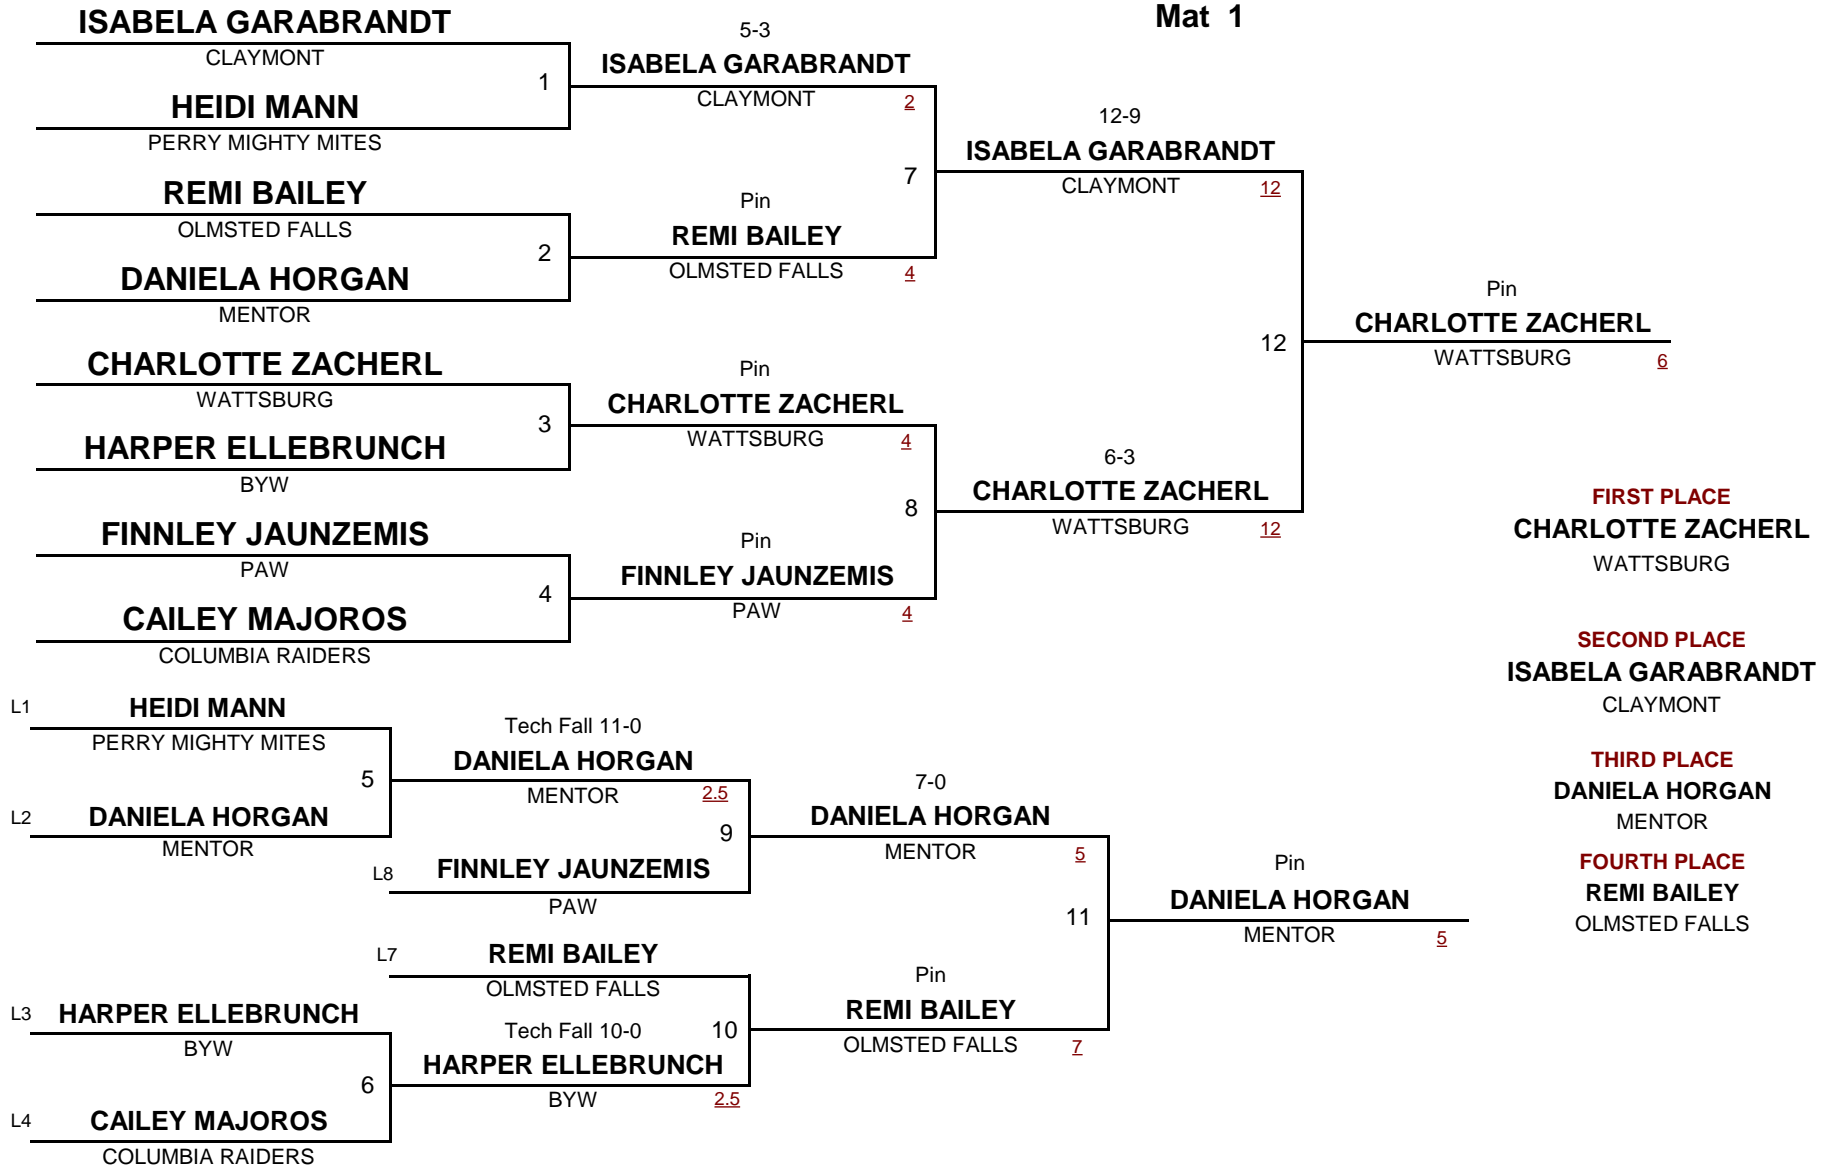 Mat 1
ISABELA GARABRANDT
CLAYMONT
1
HEIDI MANN
PERRY MIGHTY MITES
REMI BAILEY
OLMSTED FALLS
2
DANIELA HORGAN
MENTOR
CHARLOTTE ZACHERL
WATTSBURG
3
HARPER ELLEBRUNCH
BYW
FINNLEY JAUNZEMIS
PAW
4
CAILEY MAJOROS
COLUMBIA RAIDERS
5-3
ISABELA GARABRANDT
CLAYMONT 2
7
Pin
REMI BAILEY
OLMSTED FALLS 4
Pin
CHARLOTTE ZACHERL
WATTSBURG 4
8
Pin
FINNLEY JAUNZEMIS
PAW 4
12-9
ISABELA GARABRANDT
CLAYMONT 12
12
6-3
CHARLOTTE ZACHERL
WATTSBURG 12
Pin
CHARLOTTE ZACHERL
WATTSBURG 6
L1 HEIDI MANN
PERRY MIGHTY MITES
5
L2 DANIELA HORGAN
MENTOR
L3 HARPER ELLEBRUNCH
BYW
6
L4 CAILEY MAJOROS
COLUMBIA RAIDERS
Tech Fall 11-0
DANIELA HORGAN
MENTOR 2.5
9
L8 FINNLEY JAUNZEMIS
PAW
L7 REMI BAILEY
OLMSTED FALLS
Tech Fall 10-0 10
HARPER ELLEBRUNCH
BYW 2.5
7-0
DANIELA HORGAN
MENTOR 5
11
Pin
REMI BAILEY
OLMSTED FALLS 7
Pin
DANIELA HORGAN
MENTOR 5
FIRST PLACE
CHARLOTTE ZACHERL
WATTSBURG
SECOND PLACE
ISABELA GARABRANDT
CLAYMONT
THIRD PLACE
DANIELA HORGAN
MENTOR
FOURTH PLACE
REMI BAILEY
OLMSTED FALLS